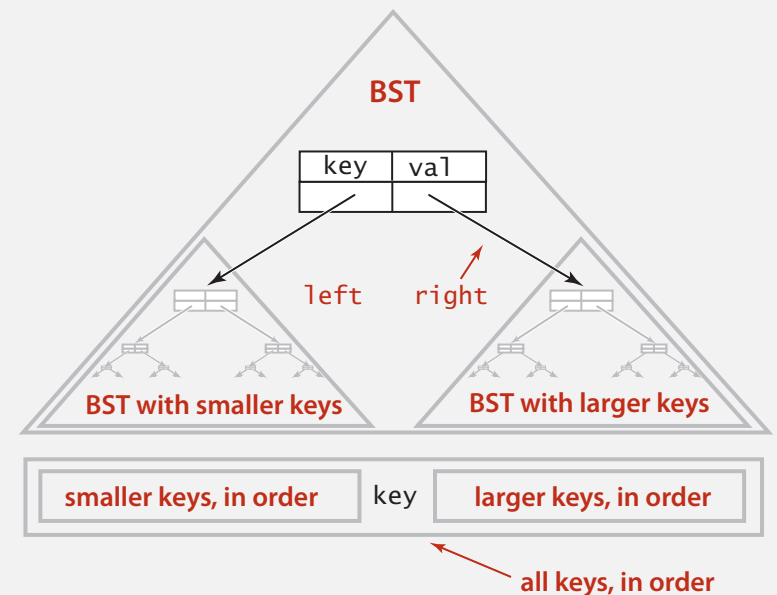 BST
key val
left right
BST with smaller keys BST with larger keys
smaller keys, in order key larger keys, in order
all keys, in order